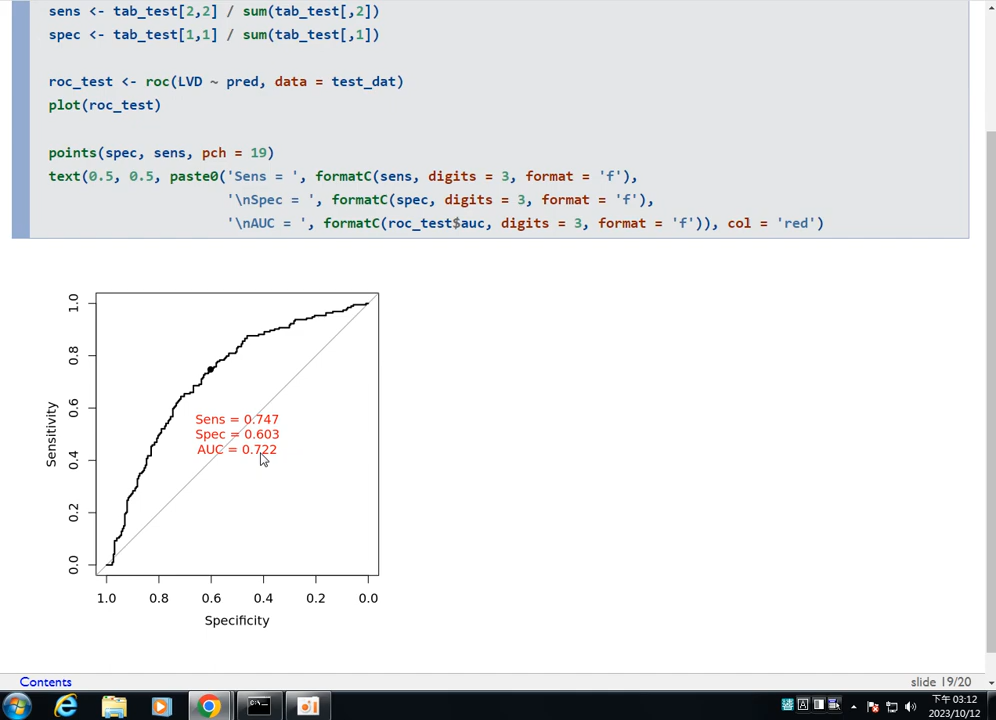 sens <- tab_test[2,2] / sum(tab_test[,2])
spec <- tab_test[1,1] / sum(tab_test[,1])
roc_test <- roc(LVD ~ pred, data = test_dat)
plot(roc_test)
points(spec, sens, pch = 19)
text(0.5, 0.5, paste0('Sens = ', formatC(sens, digits = 3, format = 'f'),
'\nSpec = ', formatC(spec, digits = 3, format = 'f'),
'\nAUC = ', formatC(roc_test$auc, digits = 3, format = 'f')), col = 'red')
1.0
0.8
0.6
0.4
0.2
0.0
Sensitivity
Sens = 0.747
Spec = 0.603
AUC = 0.722
1.0 0.8 0.6 0.4 0.2 0.0
Specificity
Contents
slide 19/20
下午 03:12
2023/10/12